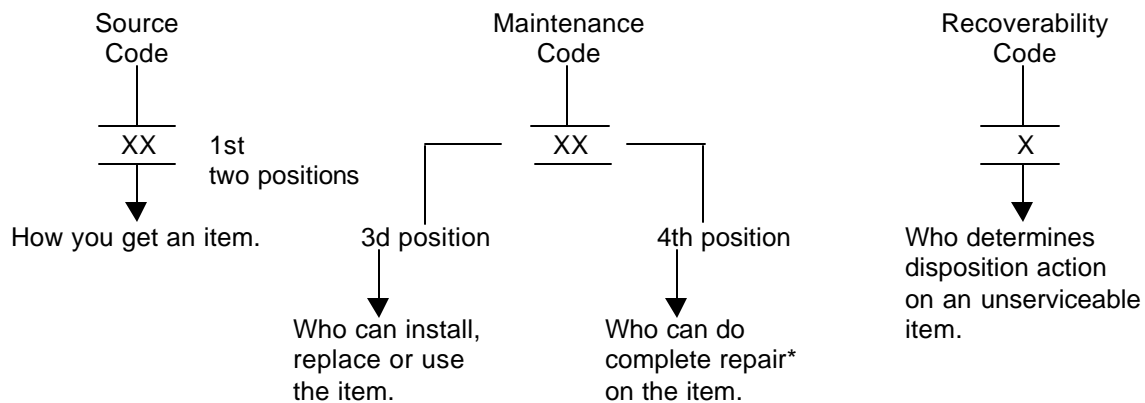 Source
Code
XX
1st
two positions
How you get an item.
Maintenance
Code
XX
3d position
Who can install,
replace or use
the item.
4th position
Who can do
complete repair*
on the item.
Recoverability
Code
X
Who determines
disposition action
on an unserviceable
item.